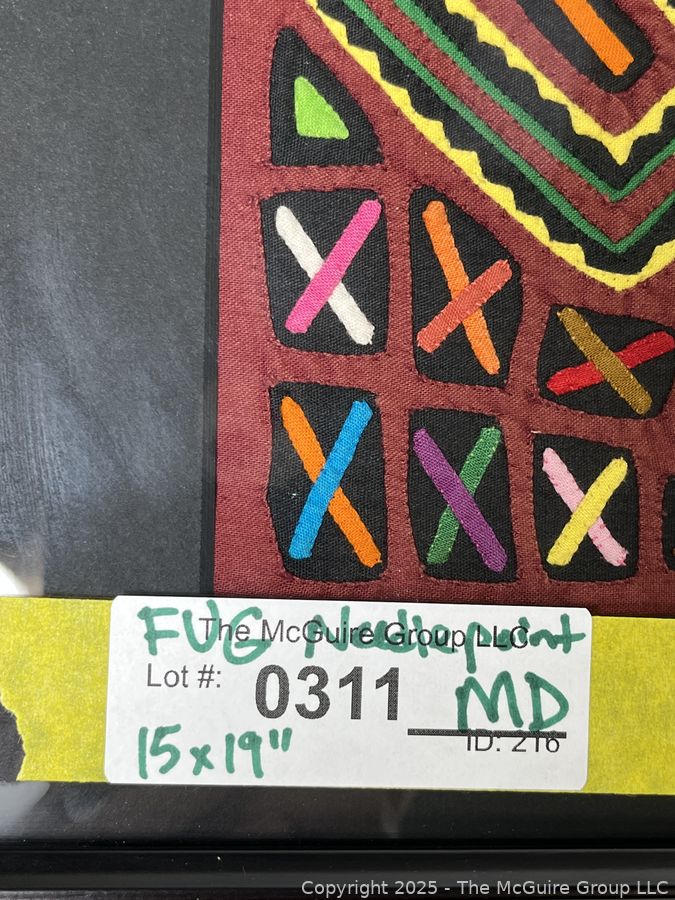 FUG Needlepoint
The McGuire Group LLC
Lot #: 0311 MD
ID: 216
15x19"
Copyright 2025 - The McGuire Group LLC